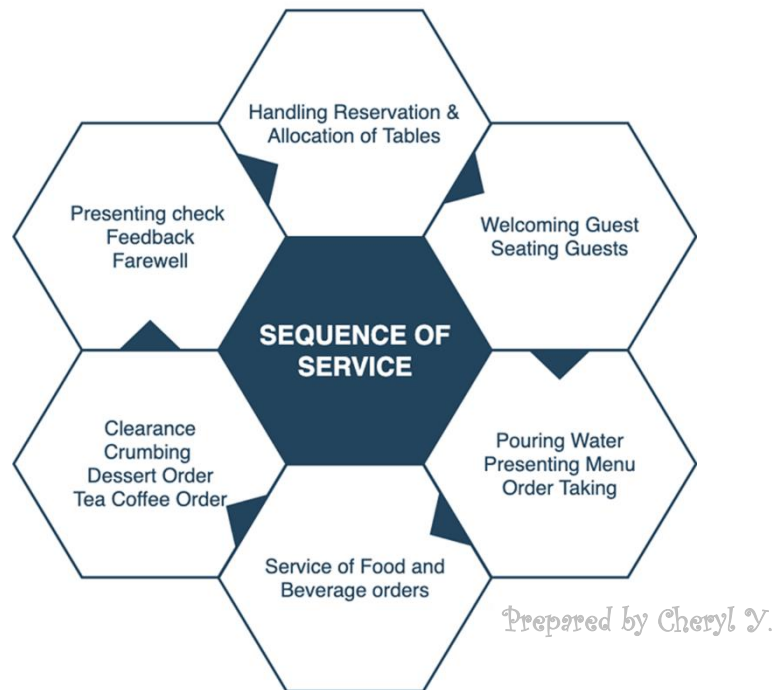 Handling Reservation &
Allocation of Tables
Welcoming Guest
Seating Guests
Pouring Water
Presenting Menu
Order Taking
Service of Food and
Beverage orders
Clearance
Crumbing
Dessert Order
Tea Coffee Order
Presenting check
Feedback
Farewell
SEQUENCE OF
SERVICE
Prepared by Cheryl Y.